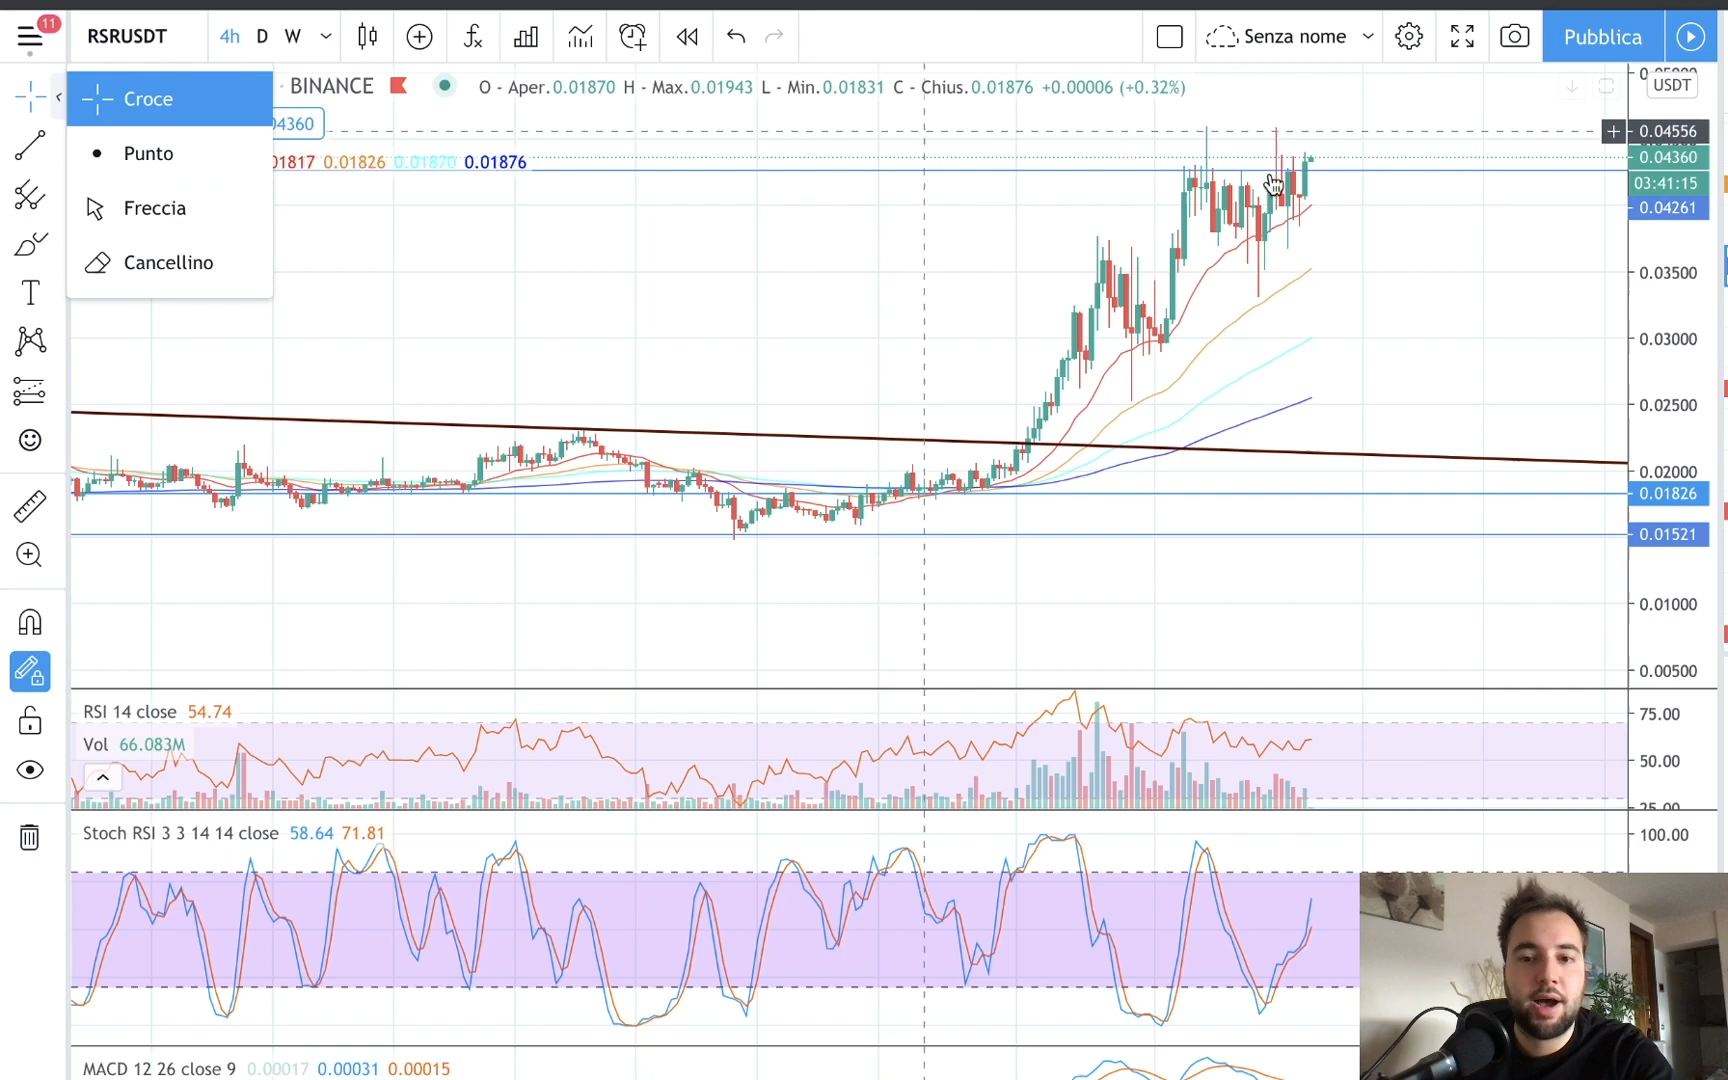 11
RSRUSDT
4h D W
Senza nome
Pubblica
Croce
Punto
Freccia
Cancellino
· BINANCE
O - Aper.0.01870 H - Max.0.01943 L - Min.0.01831 C - Chius.0.01876 +0.00006 (+0.32%)
USDT
04360
01817 0.01826 0.01870 0.01876
0.04556
0.04360
03:41:15
0.04261
0.03500
0.03000
0.02500
0.02000
0.01826
0.01521
0.01000
0.00500
RSI 14 close 54.74
Vol 66.083M
75.00
50.00
25.00
Stoch RSI 3 3 14 14 close 58.64 71.81
100.00
MACD 12 26 close 9 0.00017 0.00031 0.00015